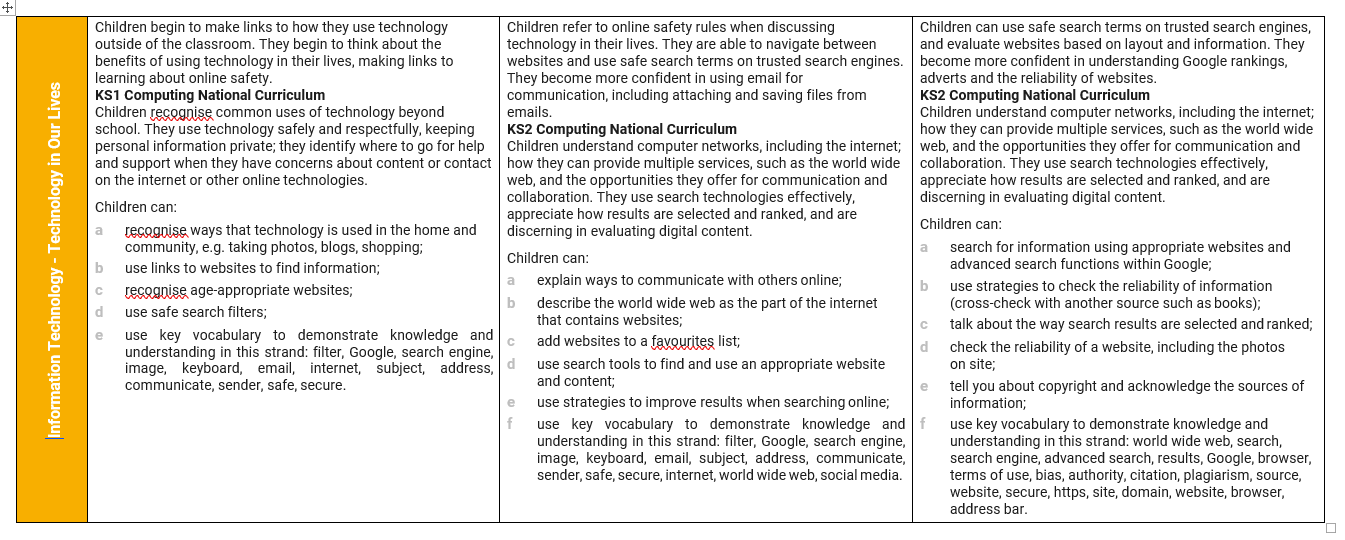 Information Technology - Technology in Our Lives
Children begin to make links to how they use technology
outside of the classroom. They begin to think about the
benefits of using technology in their lives, making links to
learning about online safety.
KS1 Computing National Curriculum
Children recognise common uses of technology beyond
school. They use technology safely and respectfully, keeping
personal information private; they identify where to go for help
and support when they have concerns about content or contact
on the internet or other online technologies.
Children can:
a recognise ways that technology is used in the home and
community, e.g. taking photos, blogs, shopping;
b use links to websites to find information;
c recognise age-appropriate websites;
d use safe search filters;
e use key vocabulary to demonstrate knowledge and
understanding in this strand: filter, Google, search engine,
image, keyboard, email, internet, subject, address,
communicate, sender, safe, secure.
Children refer to online safety rules when discussing
technology in their lives. They are able to navigate between
websites and use safe search terms on trusted search engines.
They become more confident in using email for
communication, including attaching and saving files from
emails.
KS2 Computing National Curriculum
Children understand computer networks, including the internet;
how they can provide multiple services, such as the world wide
web, and the opportunities they offer for communication and
collaboration. They use search technologies effectively,
appreciate how results are selected and ranked, and are
discerning in evaluating digital content.
Children can:
a explain ways to communicate with others online;
b describe the world wide web as the part of the internet
that contains websites;
c add websites to a favourites list;
d use search tools to find and use an appropriate website
and content;
e use strategies to improve results when searching online;
f use key vocabulary to demonstrate knowledge and
understanding in this strand: filter, Google, search engine,
image, keyboard, email, subject, address, communicate,
sender, safe, secure, internet, world wide web, social media.
Children can use safe search terms on trusted search engines,
and evaluate websites based on layout and information. They
become more confident in understanding Google rankings,
adverts and the reliability of websites.
KS2 Computing National Curriculum
Children understand computer networks, including the internet;
how they can provide multiple services, such as the world wide
web, and the opportunities they offer for communication and
collaboration. They use search technologies effectively,
appreciate how results are selected and ranked, and are
discerning in evaluating digital content.
Children can:
a search for information using appropriate websites and
advanced search functions within Google;
b use strategies to check the reliability of information
(cross-check with another source such as books);
c talk about the way search results are selected and ranked;
d check the reliability of a website, including the photos
on site;
e tell you about copyright and acknowledge the sources of
information;
f use key vocabulary to demonstrate knowledge and
understanding in this strand: world wide web, search,
search engine, advanced search, results, Google, browser,
terms of use, bias, authority, citation, plagiarism, source,
website, secure, https, site, domain, website, browser,
address bar.